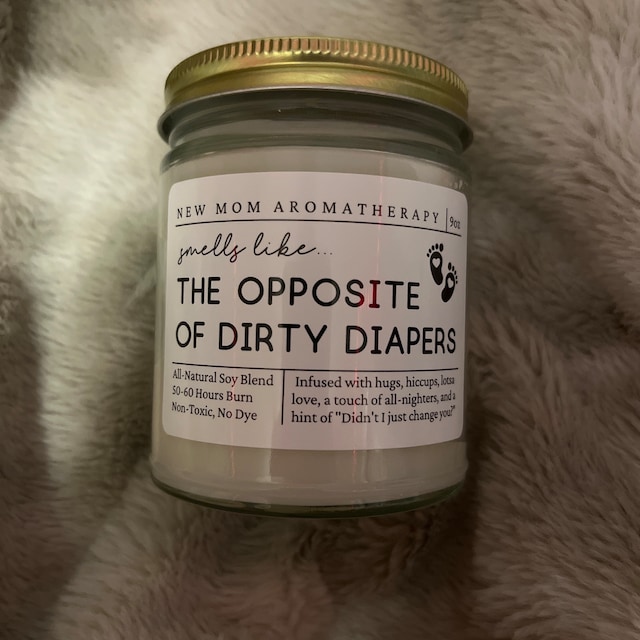 NEW MOM AROMATHERAPY | 9oz
smells like...
THE OPPOSITE
OF DIRTY DIAPERS
All-Natural Soy Blend
50-60 Hours Burn
Non-Toxic, No Dye
Infused with hugs, hiccups, lotsa
love, a touch of all-nighters, and a
hint of "Didn't I just change you?"